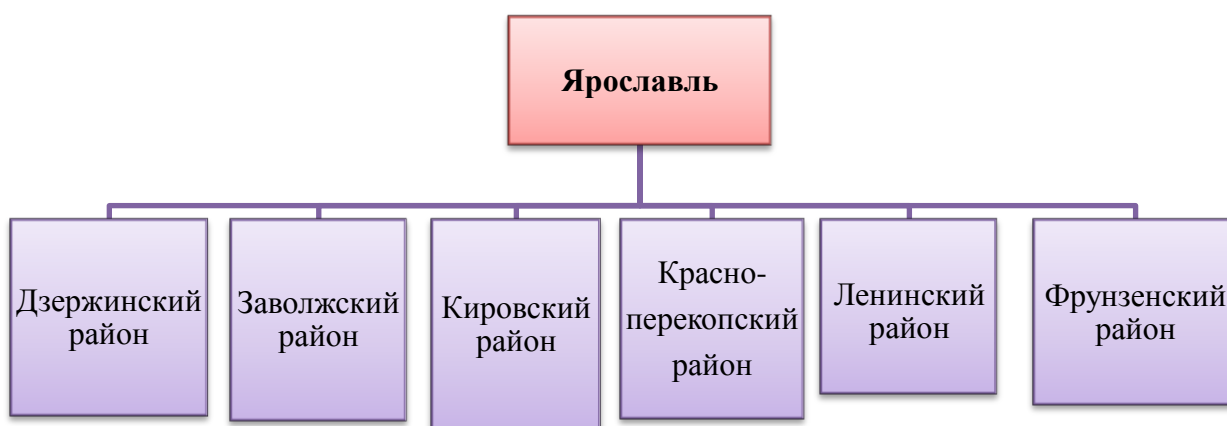 Ярославль
Дзержинский
район
Заволжский
район
Кировский
район
Красно-
перекопский
район
Ленинский
район
Фрунзенский
район